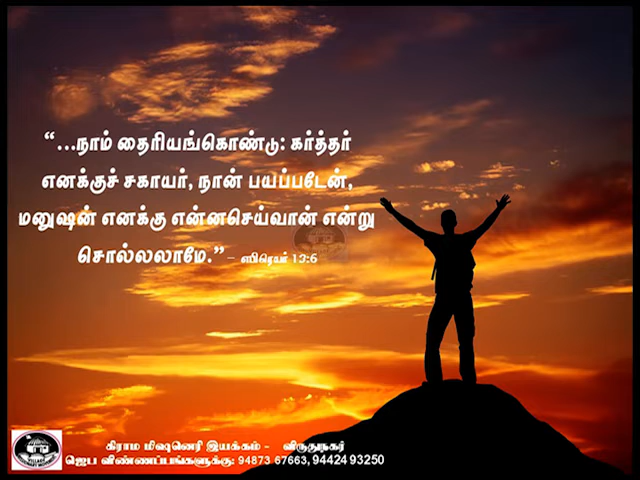 “...நாம் தைரியங்கொண்டு: கர்த்தர்
எனக்குச் சகாயர், நான் பயப்படேன்,
மனுஷன் எனக்கு என்னசெய்வான் என்று
சொல்லலாமே.” – எபிரெயர் 13:6
கிராம மிஷனெரி இயக்கம் - விருதுநகர்
ஜெப விண்ணப்பங்களுக்கு: 94873 67663, 94424 93250